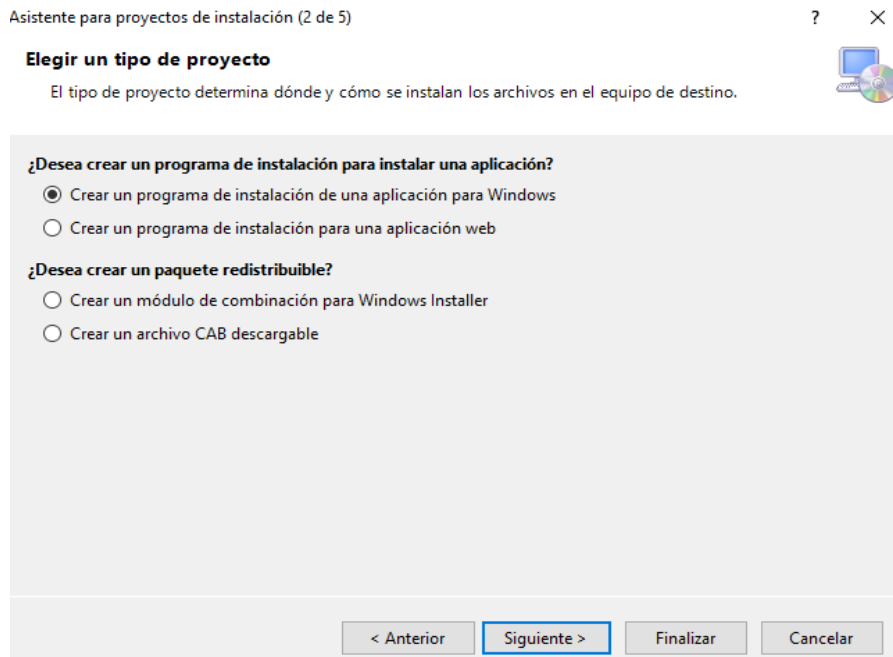 Asistente para proyectos de instalación (2 de 5)
?
Elegir un tipo de proyecto
El tipo de proyecto determina dónde y cómo se instalan los archivos en el equipo de destino.
¿Desea crear un programa de instalación para instalar una aplicación?
Crear un programa de instalación de una aplicación para Windows
Crear un programa de instalación para una aplicación web
¿Desea crear un paquete redistribuible?
Crear un módulo de combinación para Windows Installer
Crear un archivo CAB descargable
< Anterior
Siguiente >
Finalizar
Cancelar